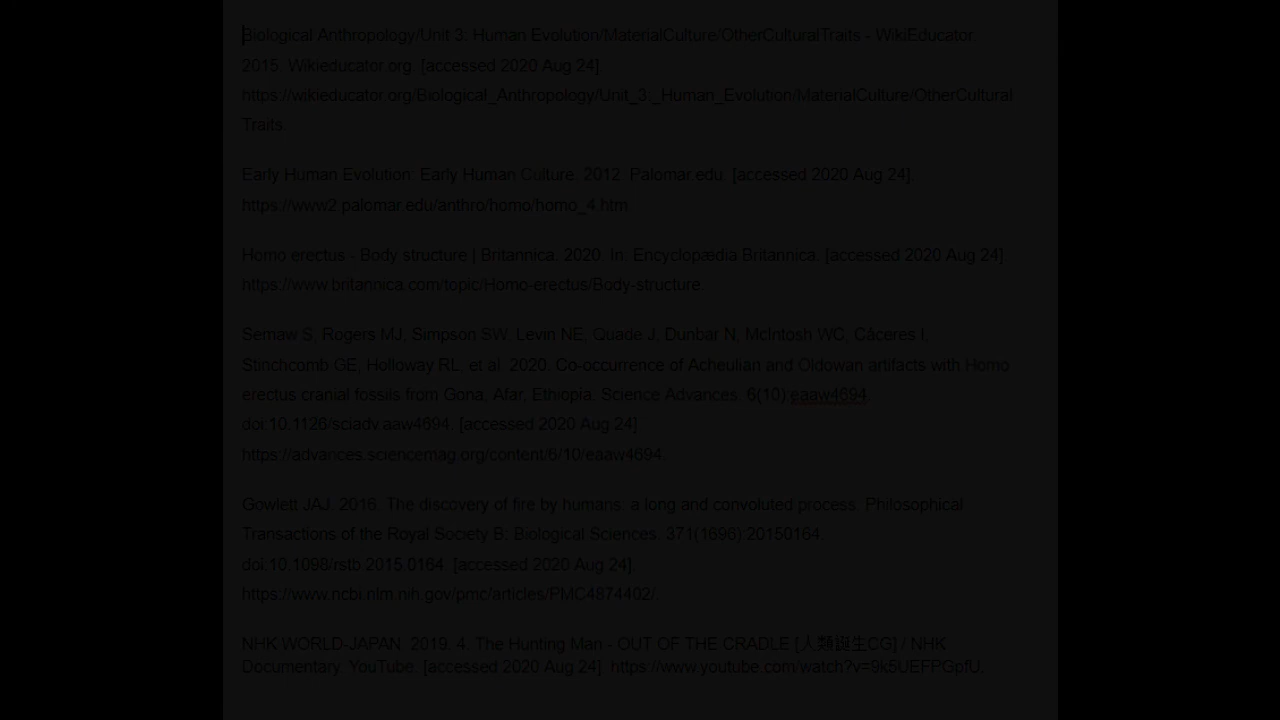 Biological Anthropology/Unit 3: Human Evolution/MaterialCulture/OtherCulturalTraits - WikiEducator.
2015. Wikieducator.org. [accessed 2020 Aug 24].
https://wikieducator.org/Biological_Anthropology/Unit_3:_Human_Evolution/MaterialCulture/OtherCultural
Traits.
Early Human Evolution: Early Human Culture. 2012. Palomar.edu. [accessed 2020 Aug 24].
https://www2.palomar.edu/anthro/homo/homo_4.htm.
Homo erectus - Body structure | Britannica. 2020. In: Encyclopædia Britannica. [accessed 2020 Aug 24].
https://www.britannica.com/topic/Homo-erectus/Body-structure.
Semaw S, Rogers MJ, Simpson SW, Levin NE, Quade J, Dunbar N, McIntosh WC, Cáceres I,
Stinchcomb GE, Holloway RL, et al. 2020. Co-occurrence of Acheulian and Oldowan artifacts with Homo
erectus cranial fossils from Gona, Afar, Ethiopia. Science Advances. 6(10):eaaw4694.
doi:10.1126/sciadv.aaw4694. [accessed 2020 Aug 24].
https://advances.sciencemag.org/content/6/10/eaaw4694.
Gowlett JAJ. 2016. The discovery of fire by humans: a long and convoluted process. Philosophical
Transactions of the Royal Society B: Biological Sciences. 371(1696):20150164.
doi:10.1098/rstb.2015.0164. [accessed 2020 Aug 24].
https://www.ncbi.nlm.nih.gov/pmc/articles/PMC4874402/.
NHK WORLD-JAPAN. 2019. 4. The Hunting Man - OUT OF THE CRADLE [人類誕生CG] / NHK
Documentary. YouTube. [accessed 2020 Aug 24]. https://www.youtube.com/watch?v=9k5UEFPGpfU.